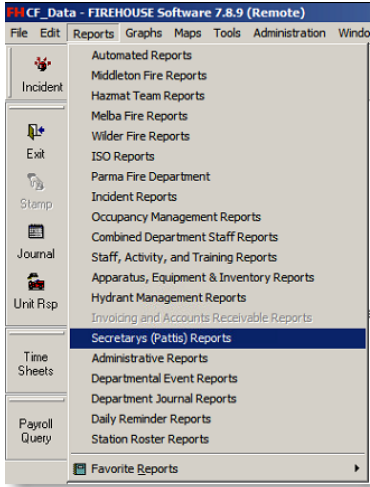 FH CF_Data - FIREHOUSE Software 7.8.9 (Remote)
File Edit Reports Graphs Maps Tools Administration Windo
Incident
Exit
Stamp
Journal
Unit Rsp
Time
Sheets
Payroll
Query
Automated Reports
Middleton Fire Reports
Hazmat Team Reports
Melba Fire Reports
Wilder Fire Reports
ISO Reports
Parma Fire Department
Incident Reports
Occupancy Management Reports
Combined Department Staff Reports
Staff, Activity, and Training Reports
Apparatus, Equipment & Inventory Reports
Hydrant Management Reports
Invoicing and Accounts Receivable Reports
Secretarys (Pattis) Reports
Administrative Reports
Departmental Event Reports
Department Journal Reports
Daily Reminder Reports
Station Roster Reports
Favorite Reports